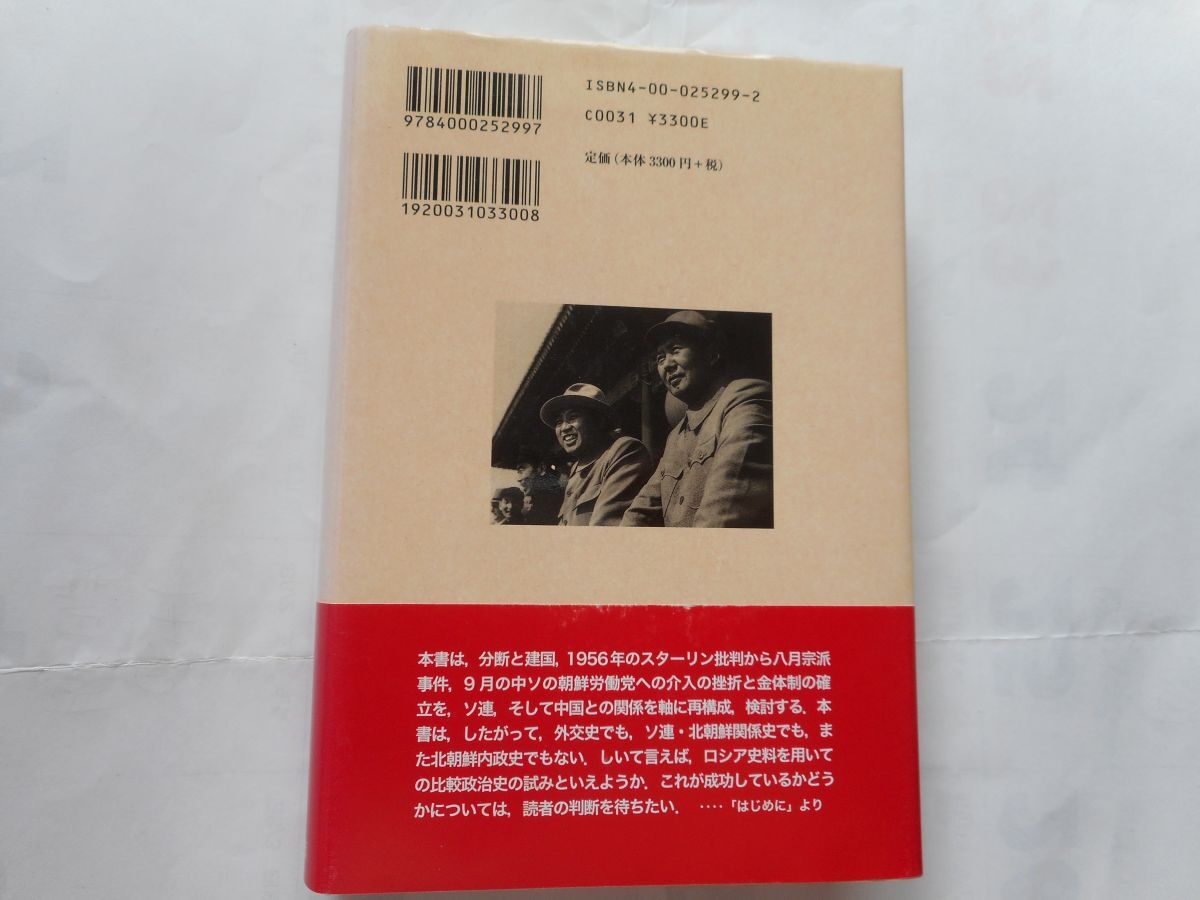 ISBN4-00-025299-2
C0031 ¥3300E
9784000252997
定価(本体 3300 円+税)
1920031033008
本書は，分断と建国，1956年のスターリン批判から八月宗派
事件，9月の中ソの朝鮮労働党への介入の挫折と金体制の確
立を，ソ連，そして中国との関係を軸に再構成，検討する．本
書は，したがって，外交史でも，ソ連・北朝鮮関係史でも，ま
た北朝鮮内政史でもない．しいて言えば，ロシア史料を用いて
の比較政治史の試みといえようか．これが成功しているかどう
かについては，読者の判断を待ちたい． ‥‥「はじめに」より